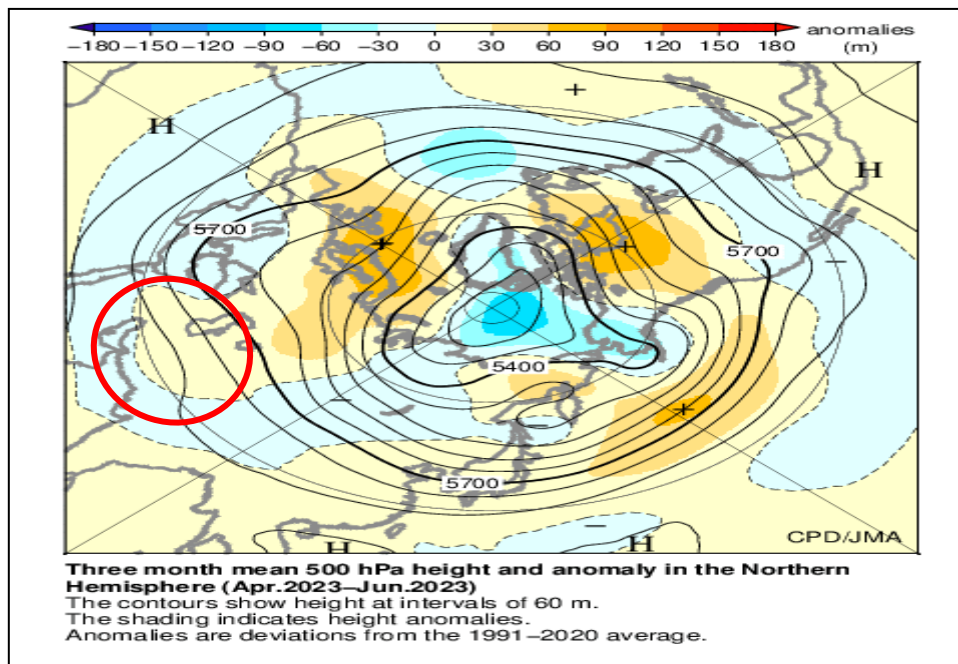 anomalies
−180 −150 −120 −90 −60 −30 0 30 60 90 120 150 180 (m)
+
H
−
H
5700
+
+
5700
−
5400
−
+
−
5700
−
H
H
CPD/JMA
Three month mean 500 hPa height and anomaly in the Northern
Hemisphere (Apr.2023−Jun.2023)
The contours show height at intervals of 60 m.
The shading indicates height anomalies.
Anomalies are deviations from the 1991−2020 average.